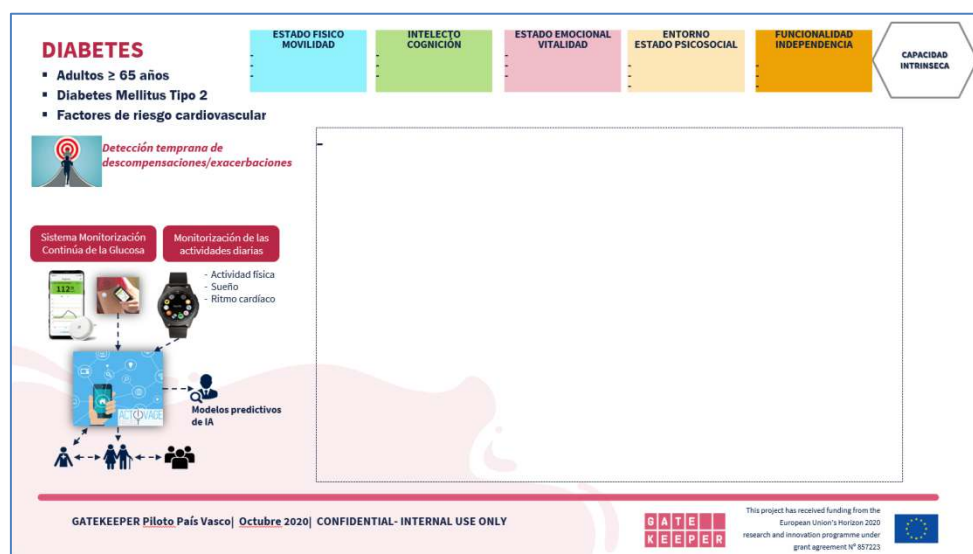 DIABETES
▪ Adultos ≥ 65 años
▪ Diabetes Mellitus Tipo 2
▪ Factores de riesgo cardiovascular
ESTADO FISICO
MOVILIDAD
-
-
-
INTELECTO
COGNICIÓN
-
-
-
ESTADO EMOCIONAL
VITALIDAD
-
-
-
ENTORNO
ESTADO PSICOSOCIAL
-
-
-
FUNCIONALIDAD
INDEPENDENCIA
-
-
-
CAPACIDAD
INTRINSECA
Detección temprana de
descompensaciones/exacerbaciones
-
Sistema Monitorización
Continúa de la Glucosa
Monitorización de las
actividades diarias
- Actividad física
- Sueño
- Ritmo cardíaco
112
ACTIVAGE
Modelos predictivos
de IA
GATEKEEPER Piloto País Vasco| Octubre 2020| CONFIDENTIAL- INTERNAL USE ONLY
GATE
KEEPER
This project has received funding from the
European Union's Horizon 2020
research and innovation programme under
grant agreement Nº 857223